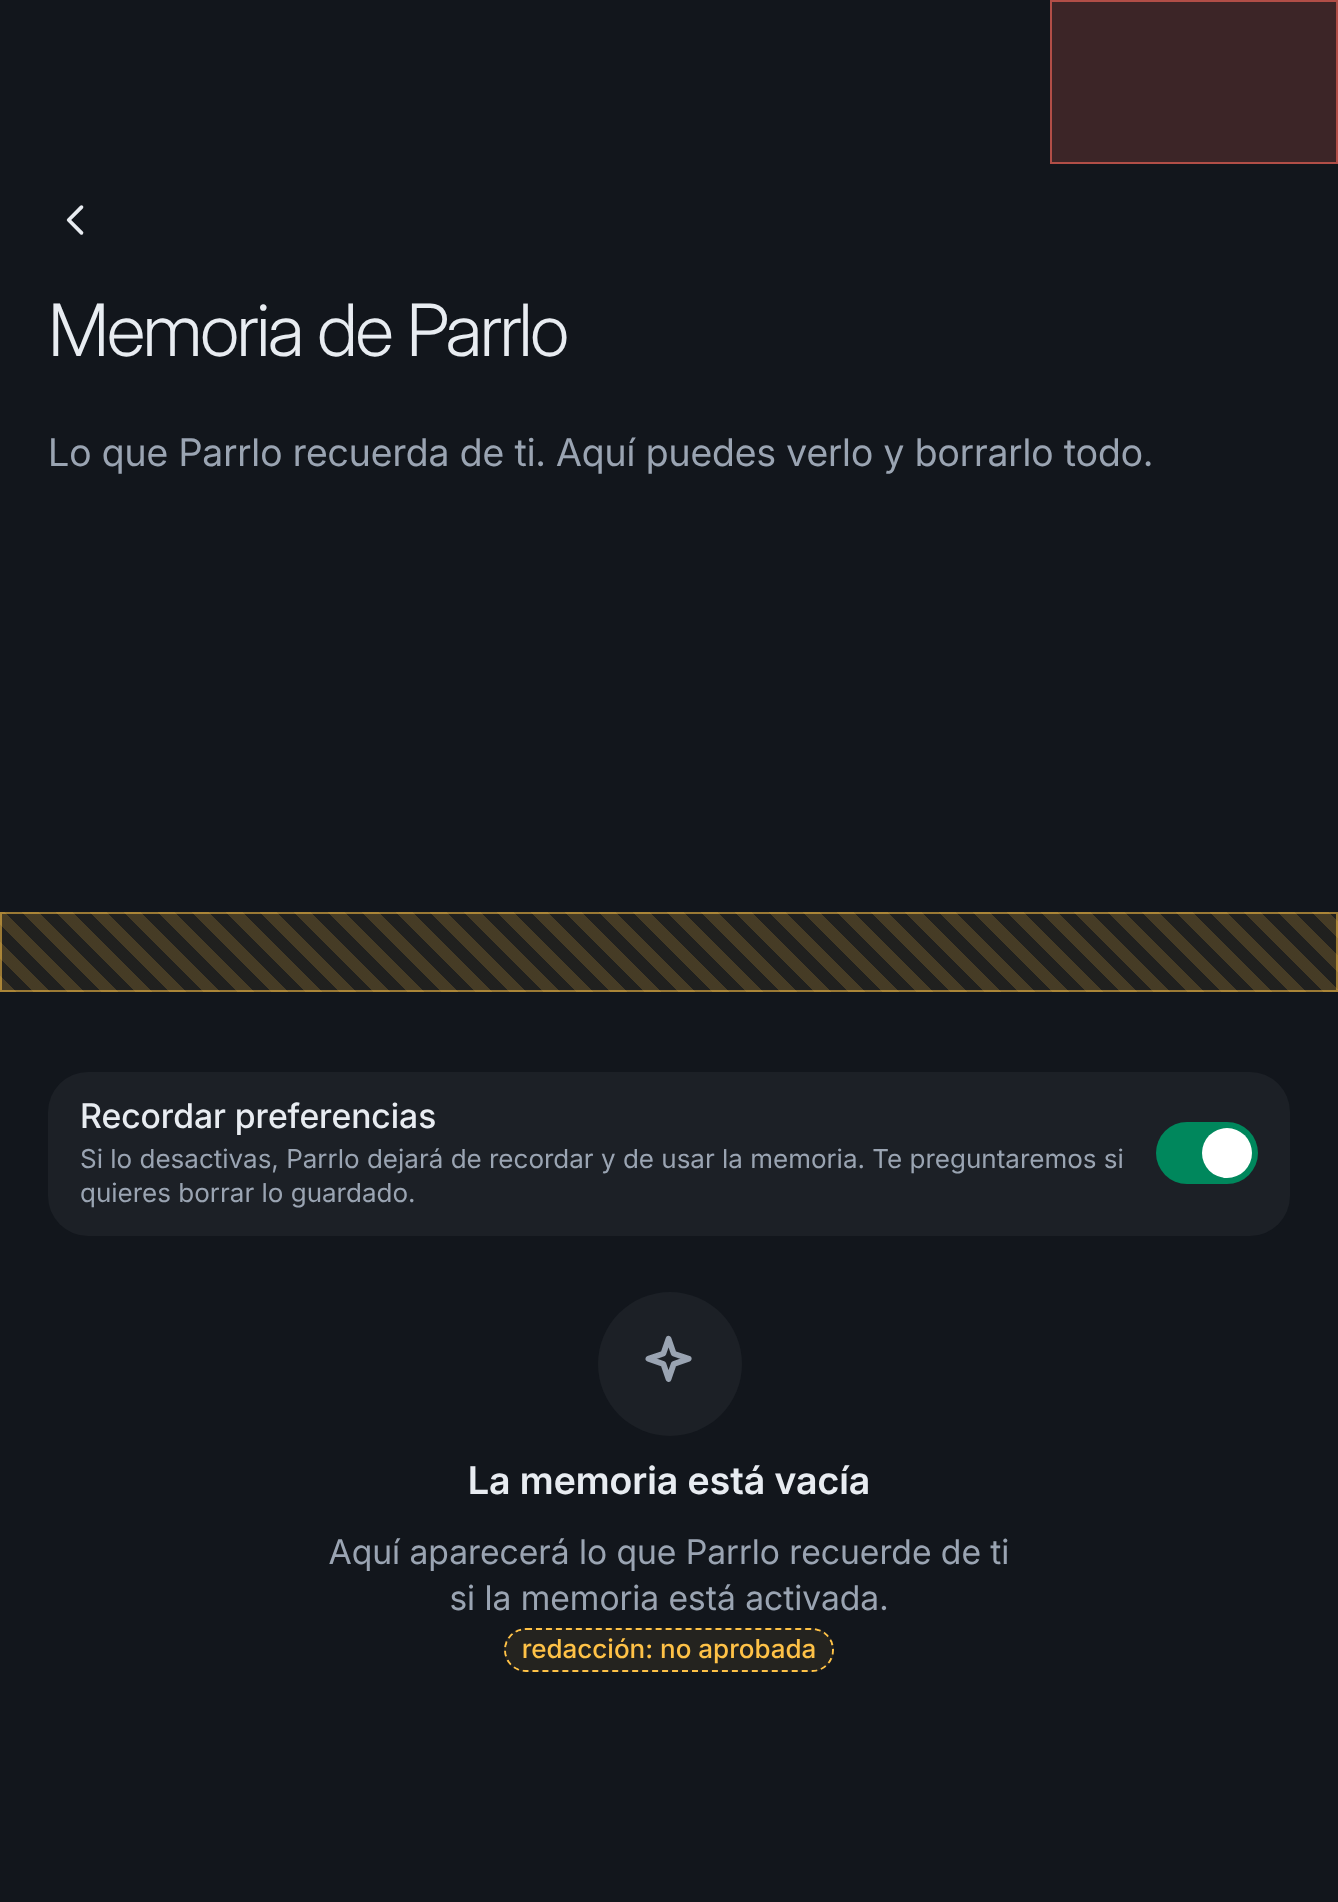 Memoria de Parrlo
Lo que Parrlo recuerda de ti. Aquí puedes verlo y borrarlo todo.
Recordar preferencias
Si lo desactivas, Parrlo dejará de recordar y de usar la memoria. Te preguntaremos si
quieres borrar lo guardado.
La memoria está vacía
Aquí aparecerá lo que Parrlo recuerde de ti
si la memoria está activada.
redacción: no aprobada